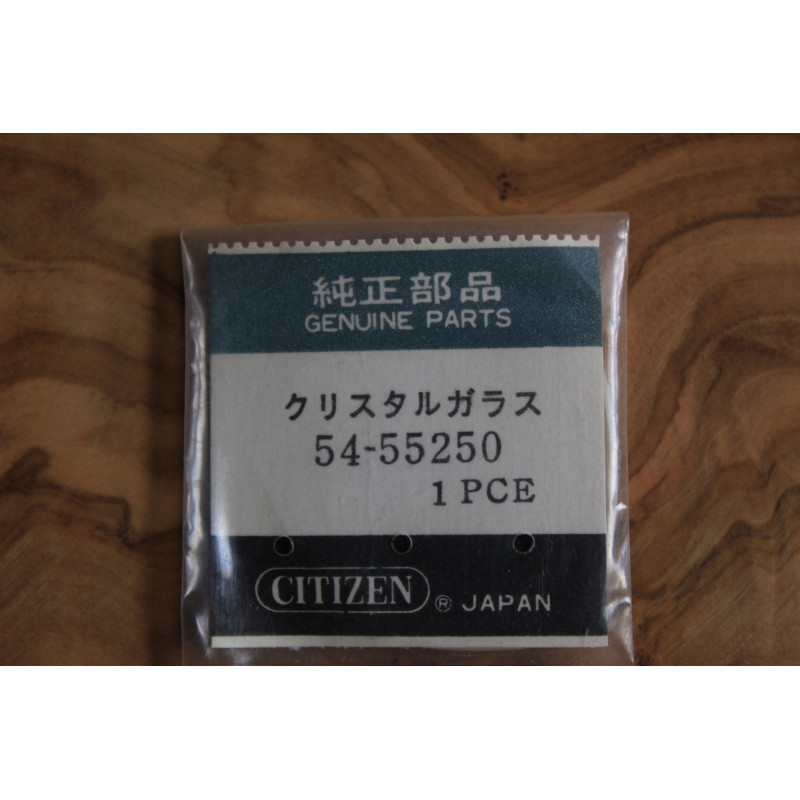 純正部品
GENUINE PARTS
クリスタルガラス
54-55250
1 PCE
CITIZEN ® JAPAN